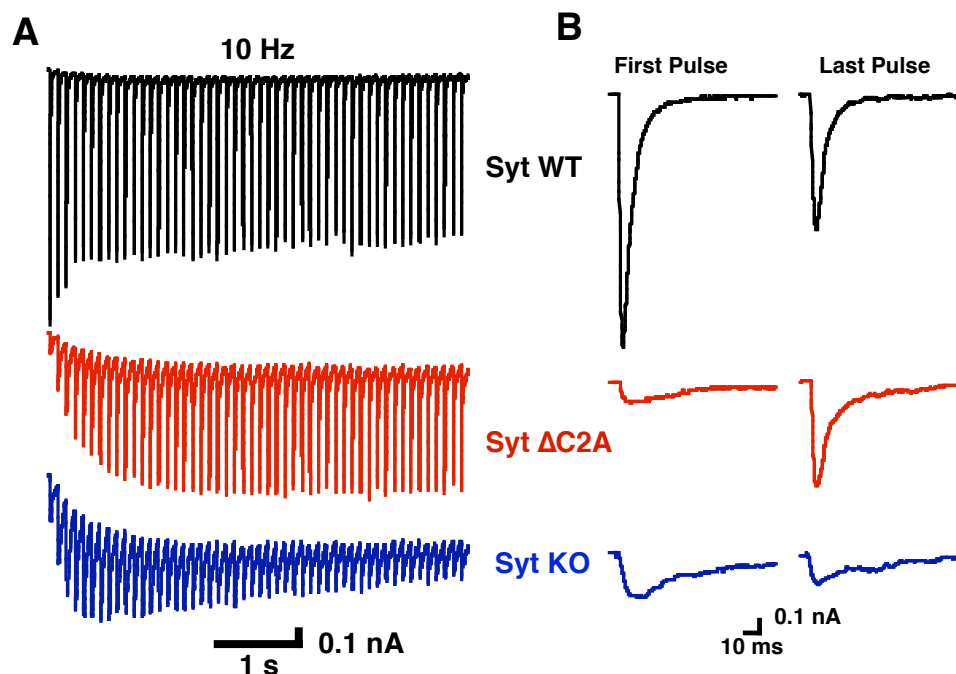 A
10 Hz
B
First Pulse
Last Pulse
Syt WT
Syt ΔC2A
Syt KO
0.1 nA
1 s
0.1 nA
10 ms